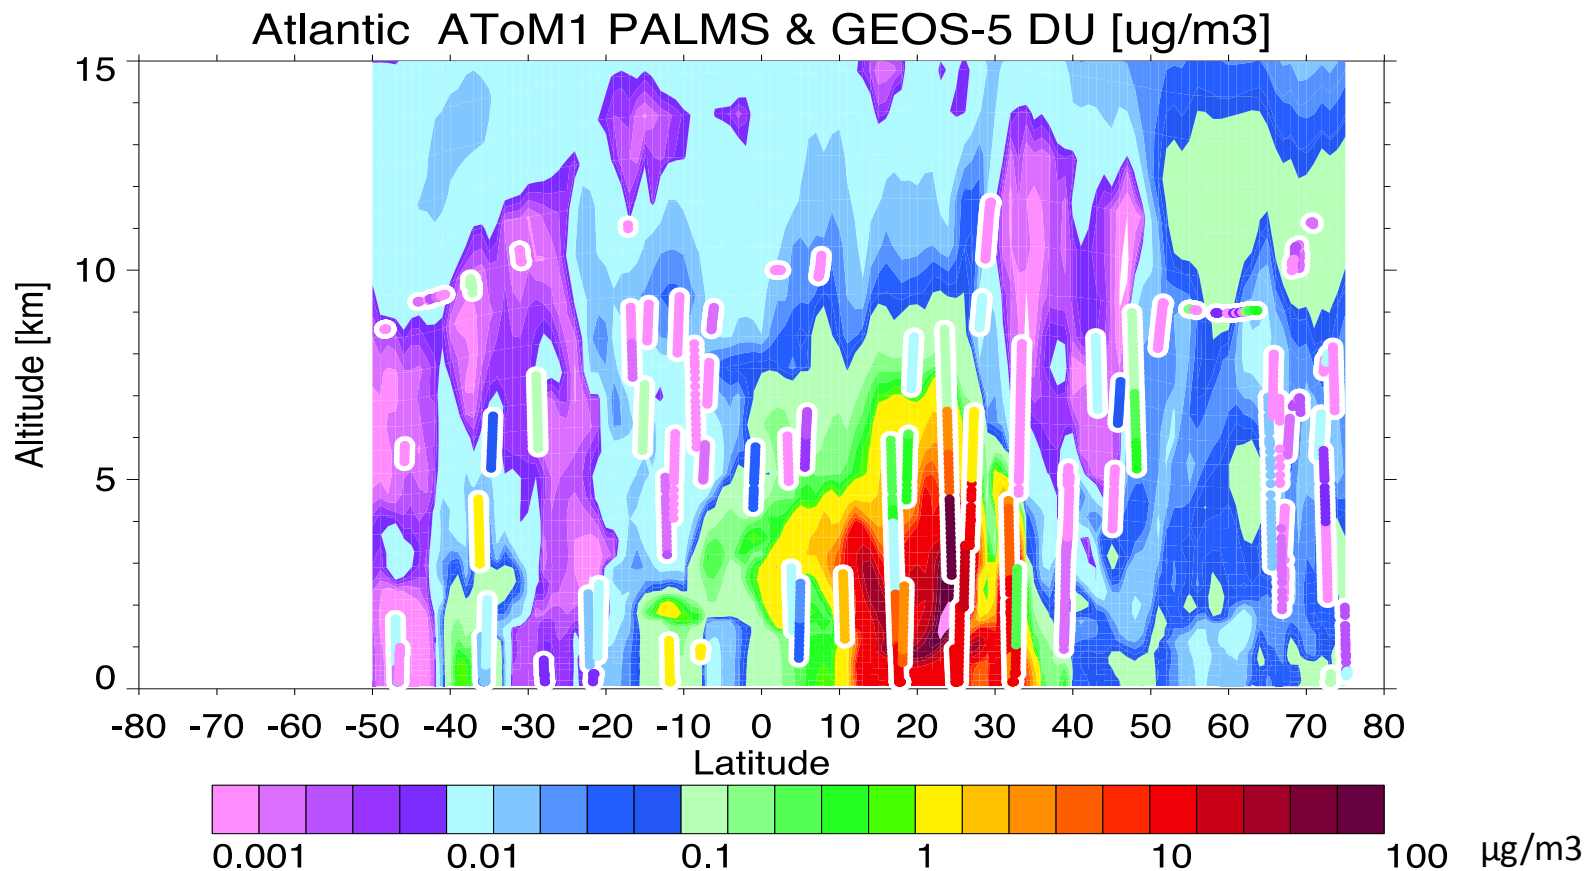 Atlantic AToM1 PALMS & GEOS-5 DU [ug/m3]
15
10
5
0
Altitude [km]
-80 -70 -60 -50 -40 -30 -20 -10 0 10 20 30 40 50 60 70 80
Latitude
0.001 0.01 0.1 1 10 100 µg/m3